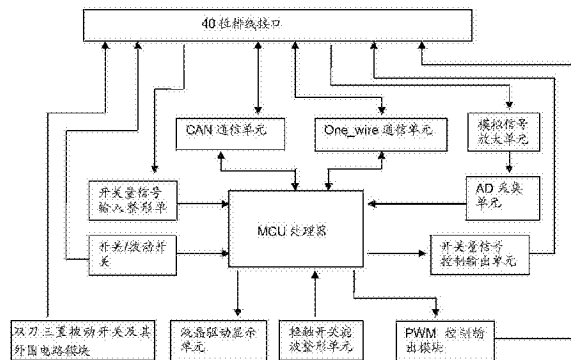 40 位排线接口
CAN 通信单元
One_wire 通信单元
模拟信号
放大单元
开关量信号
输入整形单
MCU 处理器
AD 采集
单元
开关/波动开
关
开关量信号
控制输出单元
双刀三置拨动开关及其
外围电路模块
液晶驱动显示
单元
轻触开关滤
波整形单元
PWM 控制输
出模块